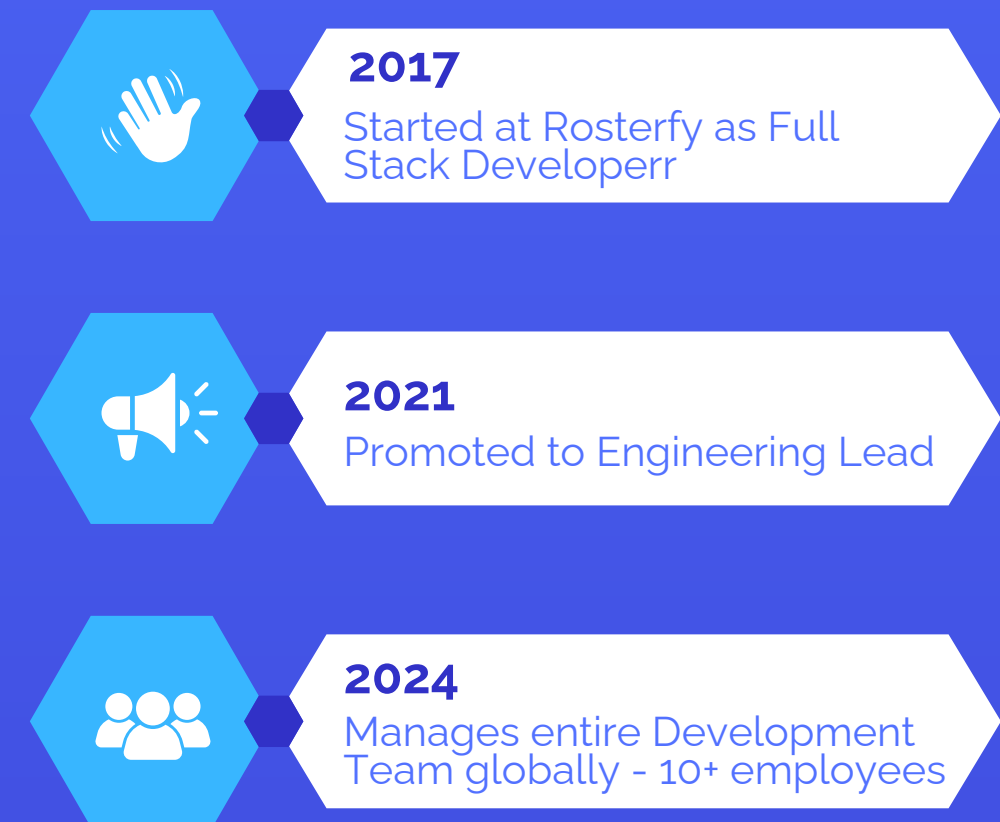 2017
Started at Rosterfy as Full
Stack Developerr
2021
Promoted to Engineering Lead
2024
Manages entire Development
Team globally - 10+ employees